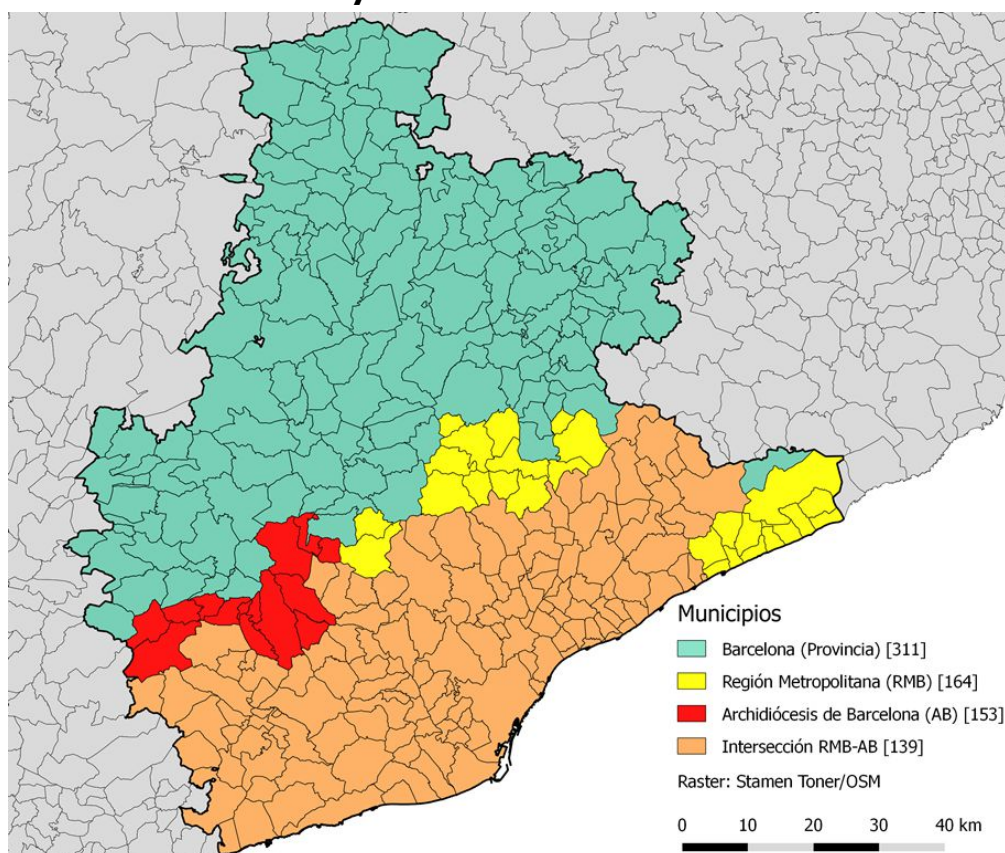 Municipios
Barcelona (Provincia) [311]
Región Metropolitana (RMB) [164]
Archidiócesis de Barcelona (AB) [153]
Intersección RMB-AB [139]
Raster: Stamen Toner/OSM
0 10 20 30 40 km